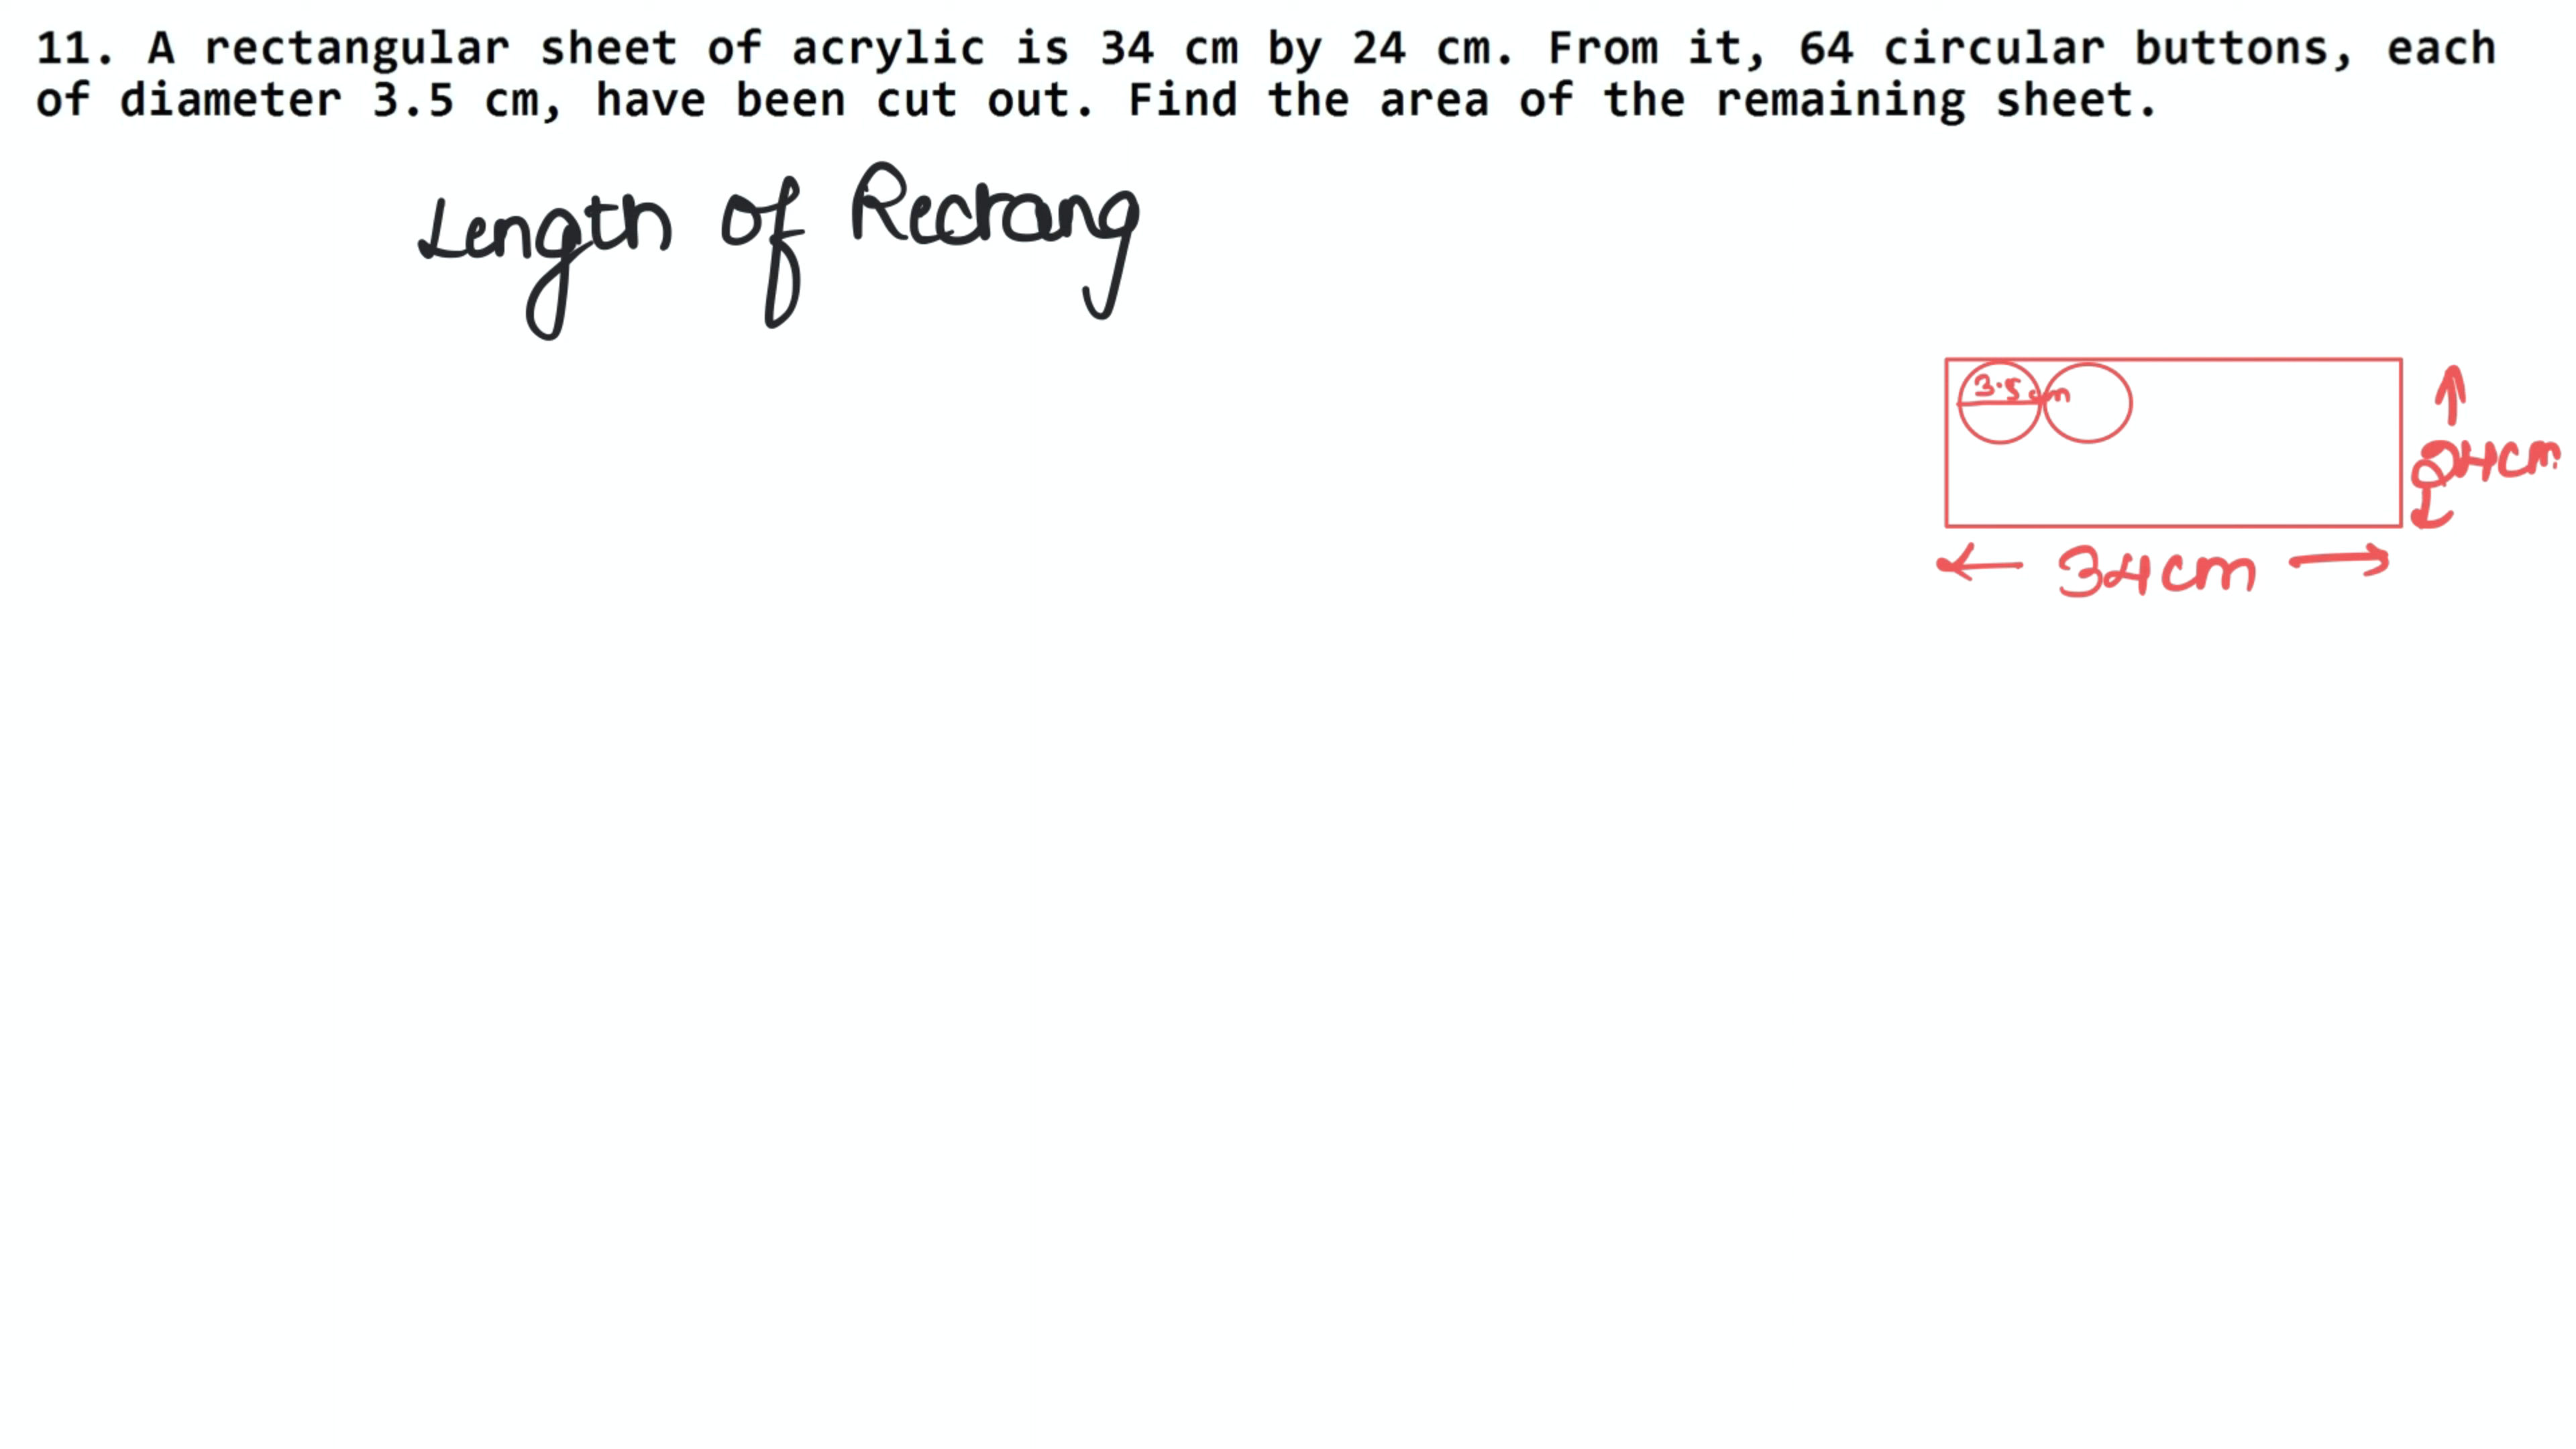 11. A rectangular sheet of acrylic is 34 cm by 24 cm. From it, 64 circular buttons, each
of diameter 3.5 cm, have been cut out. Find the area of the remaining sheet.
Length of Rectang
3.5 cm
24cm
34cm